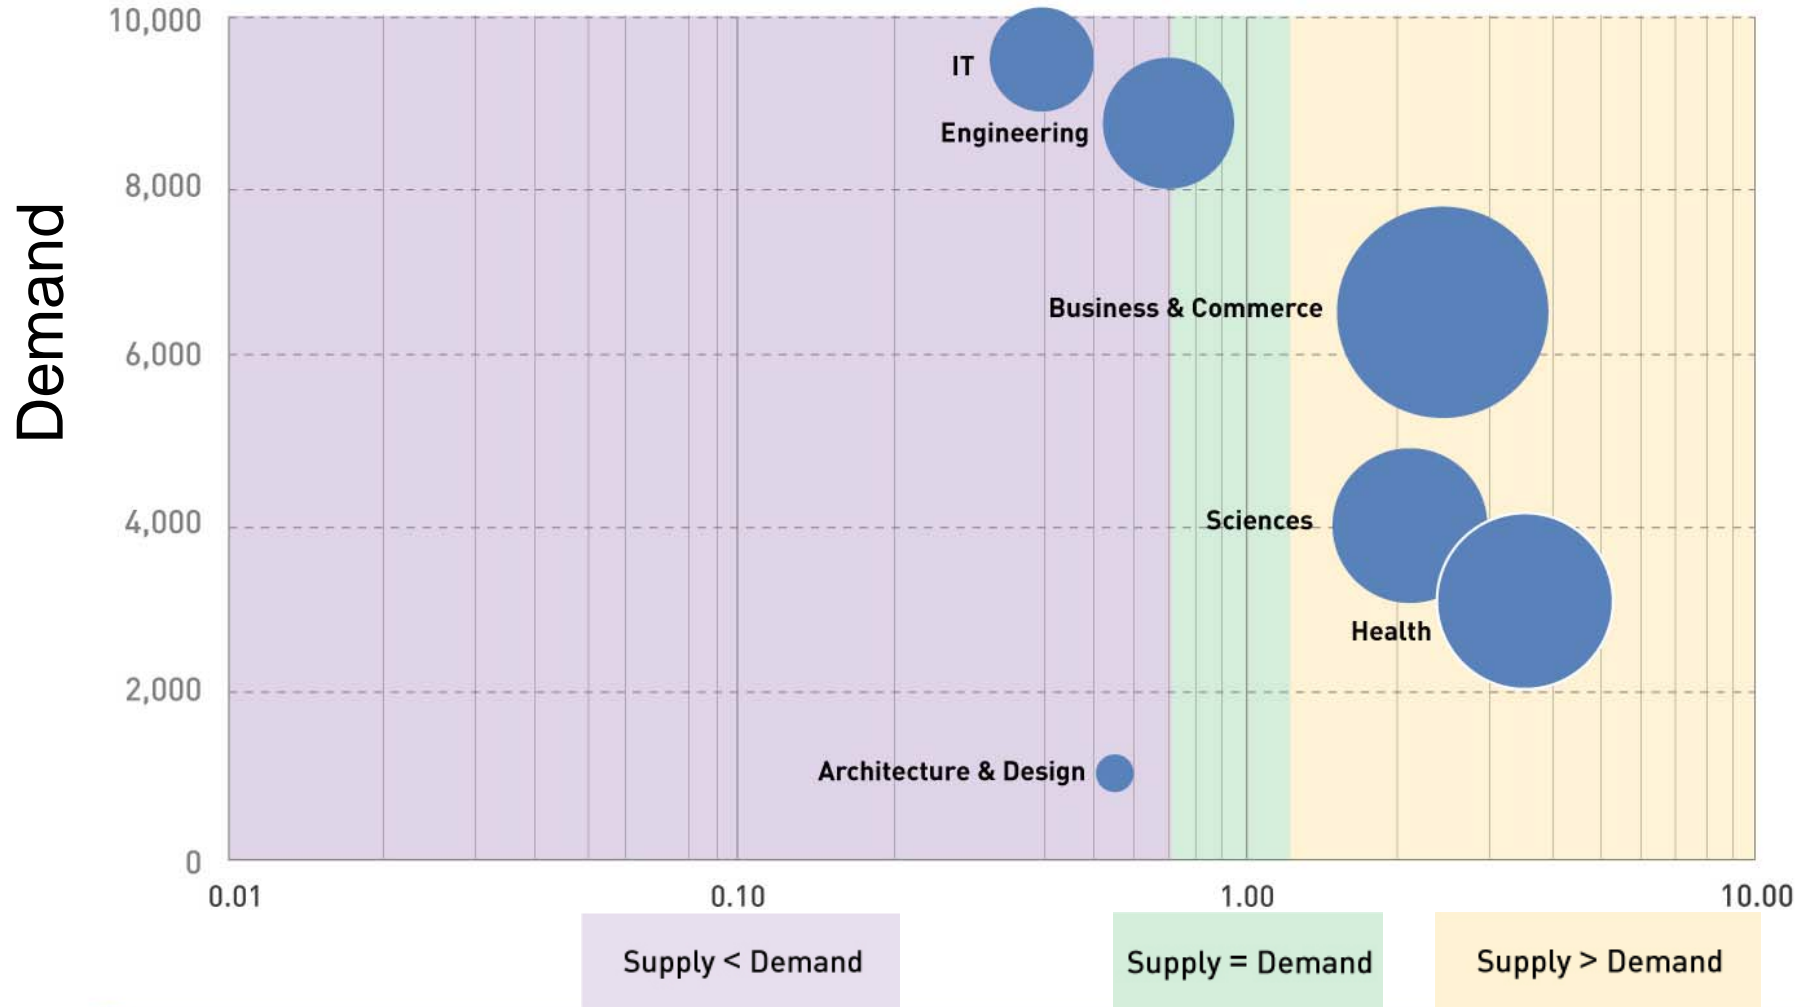 Demand
10,000
8,000
6,000
4,000
2,000
0
IT
Engineering
Business & Commerce
Sciences
Health
Architecture & Design
0.01 0.10 1.00 10.00
Supply < Demand Supply = Demand Supply > Demand